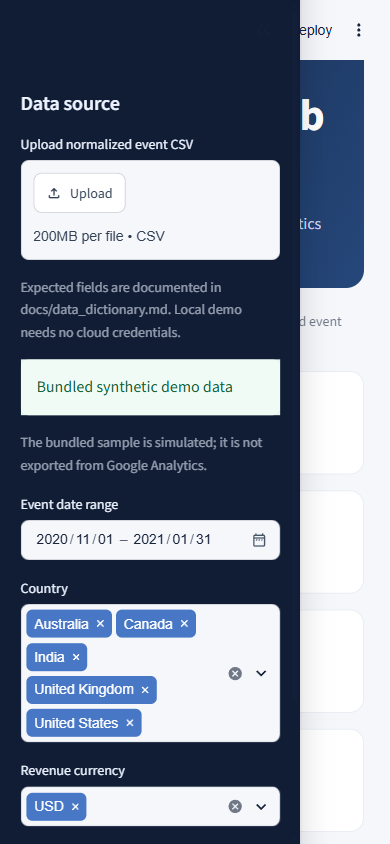 eploy
b
tics
d event
Data source
Upload normalized event CSV
Upload
200MB per file • CSV
Expected fields are documented in
docs/data_dictionary.md. Local demo
needs no cloud credentials.
Bundled synthetic demo data
The bundled sample is simulated; it is not
exported from Google Analytics.
Event date range
2020/11/01 – 2021/01/31
Country
Australia × Canada ×
India ×
United Kingdom ×
United States ×
Revenue currency
USD ×